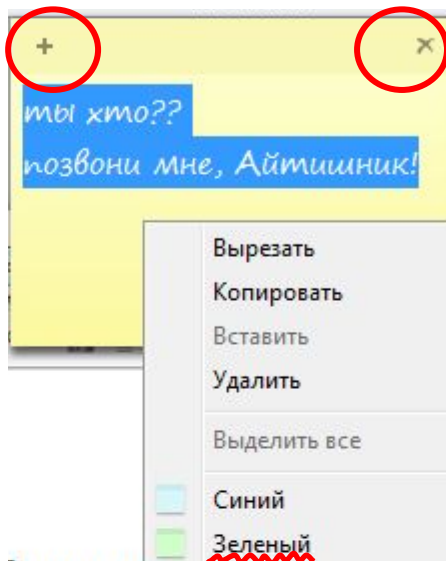 ты хто??
позвони мне, Айтишник!
Вырезать
Копировать
Вставить
Удалить
Выделить все
Синий
Зеленый